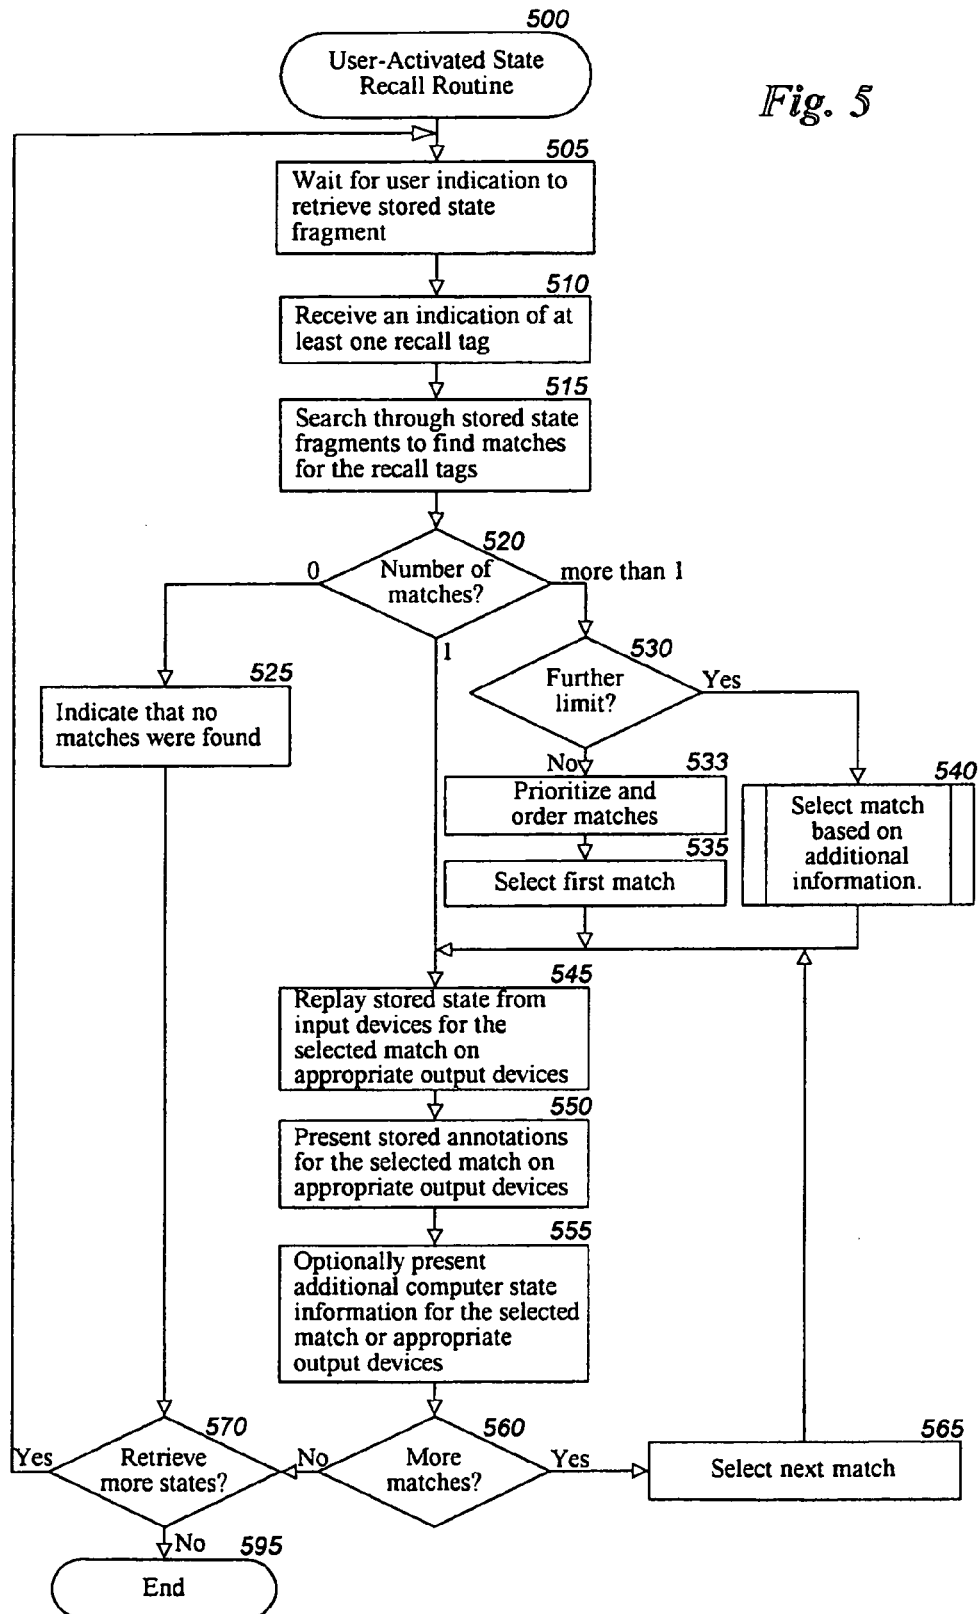 500
User-Activated State
Recall Routine
Fig. 5
505
Wait for user indication to
retrieve stored state
fragment
510
Receive an indication of at
least one recall tag
515
Search through stored state
fragments to find matches
for the recall tags
520
Number of
matches?
0
more than 1
1
530
Further
limit?
Yes
No
525
Indicate that no
matches were found
533
Prioritize and
order matches
535
Select first match
540
Select match
based on
additional
information.
545
Replay stored state from
input devices for the
selected match on
appropriate output devices
550
Present stored annotations
for the selected match on
appropriate output devices
555
Optionally present
additional computer state
information for the selected
match or appropriate
output devices
560
More
matches?
No
Yes
565
Select next match
570
Retrieve
more states?
Yes
No
595
End